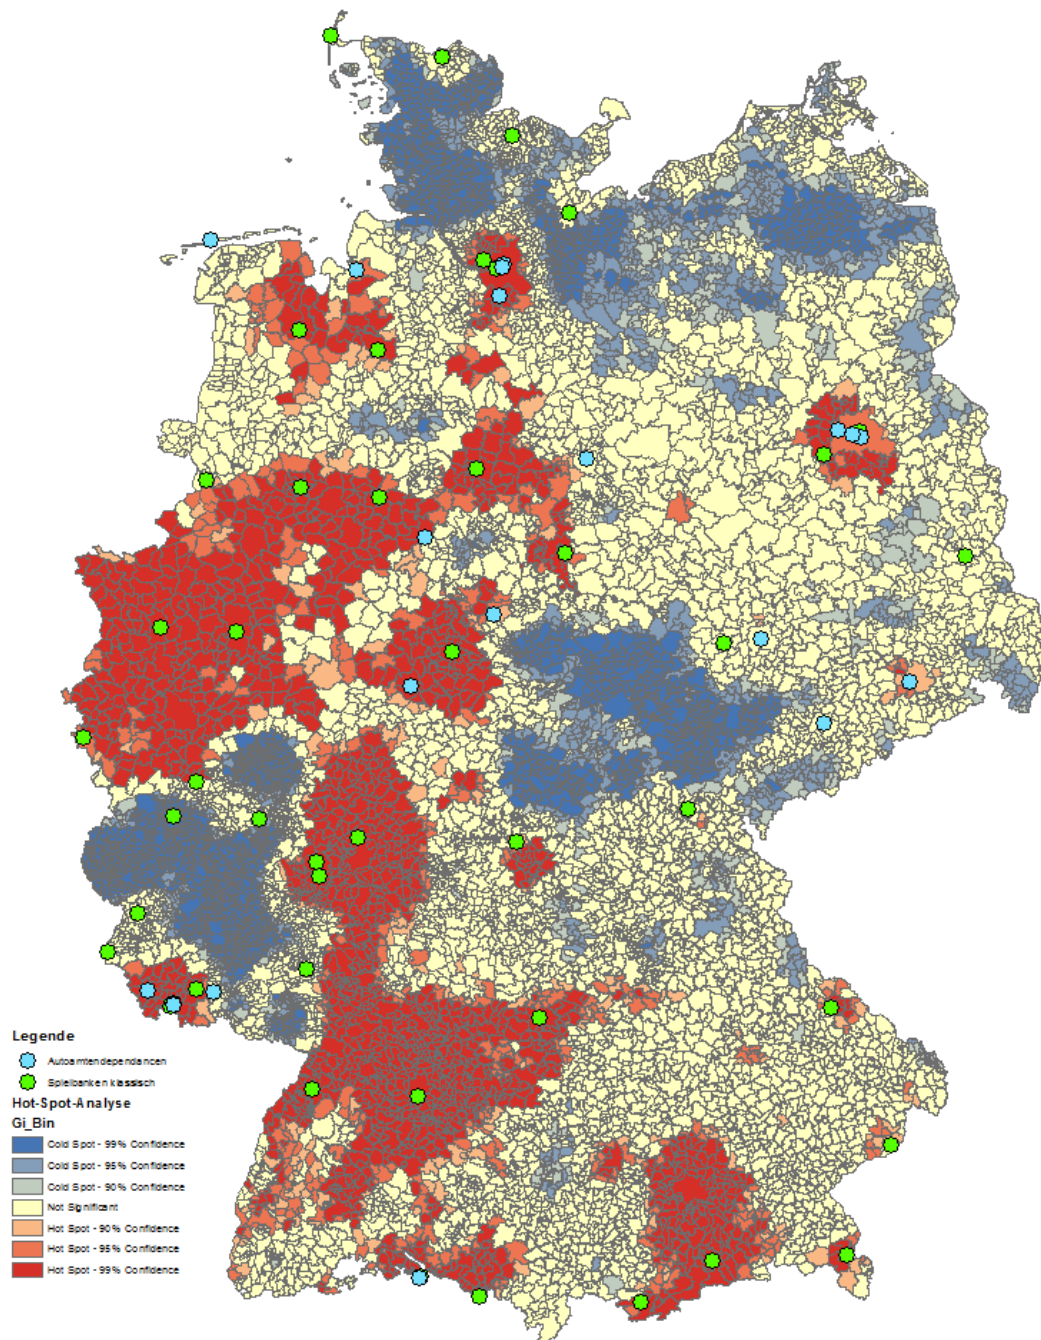 Legende
Autoamtendependancen
Spielbanken klassisch
Hot-Spot-Analyse
Gi_Bin
Cold Spot - 99% Confidence
Cold Spot - 95% Confidence
Cold Spot - 90% Confidence
Not Significant
Hot Spot - 90% Confidence
Hot Spot - 95% Confidence
Hot Spot - 99% Confidence